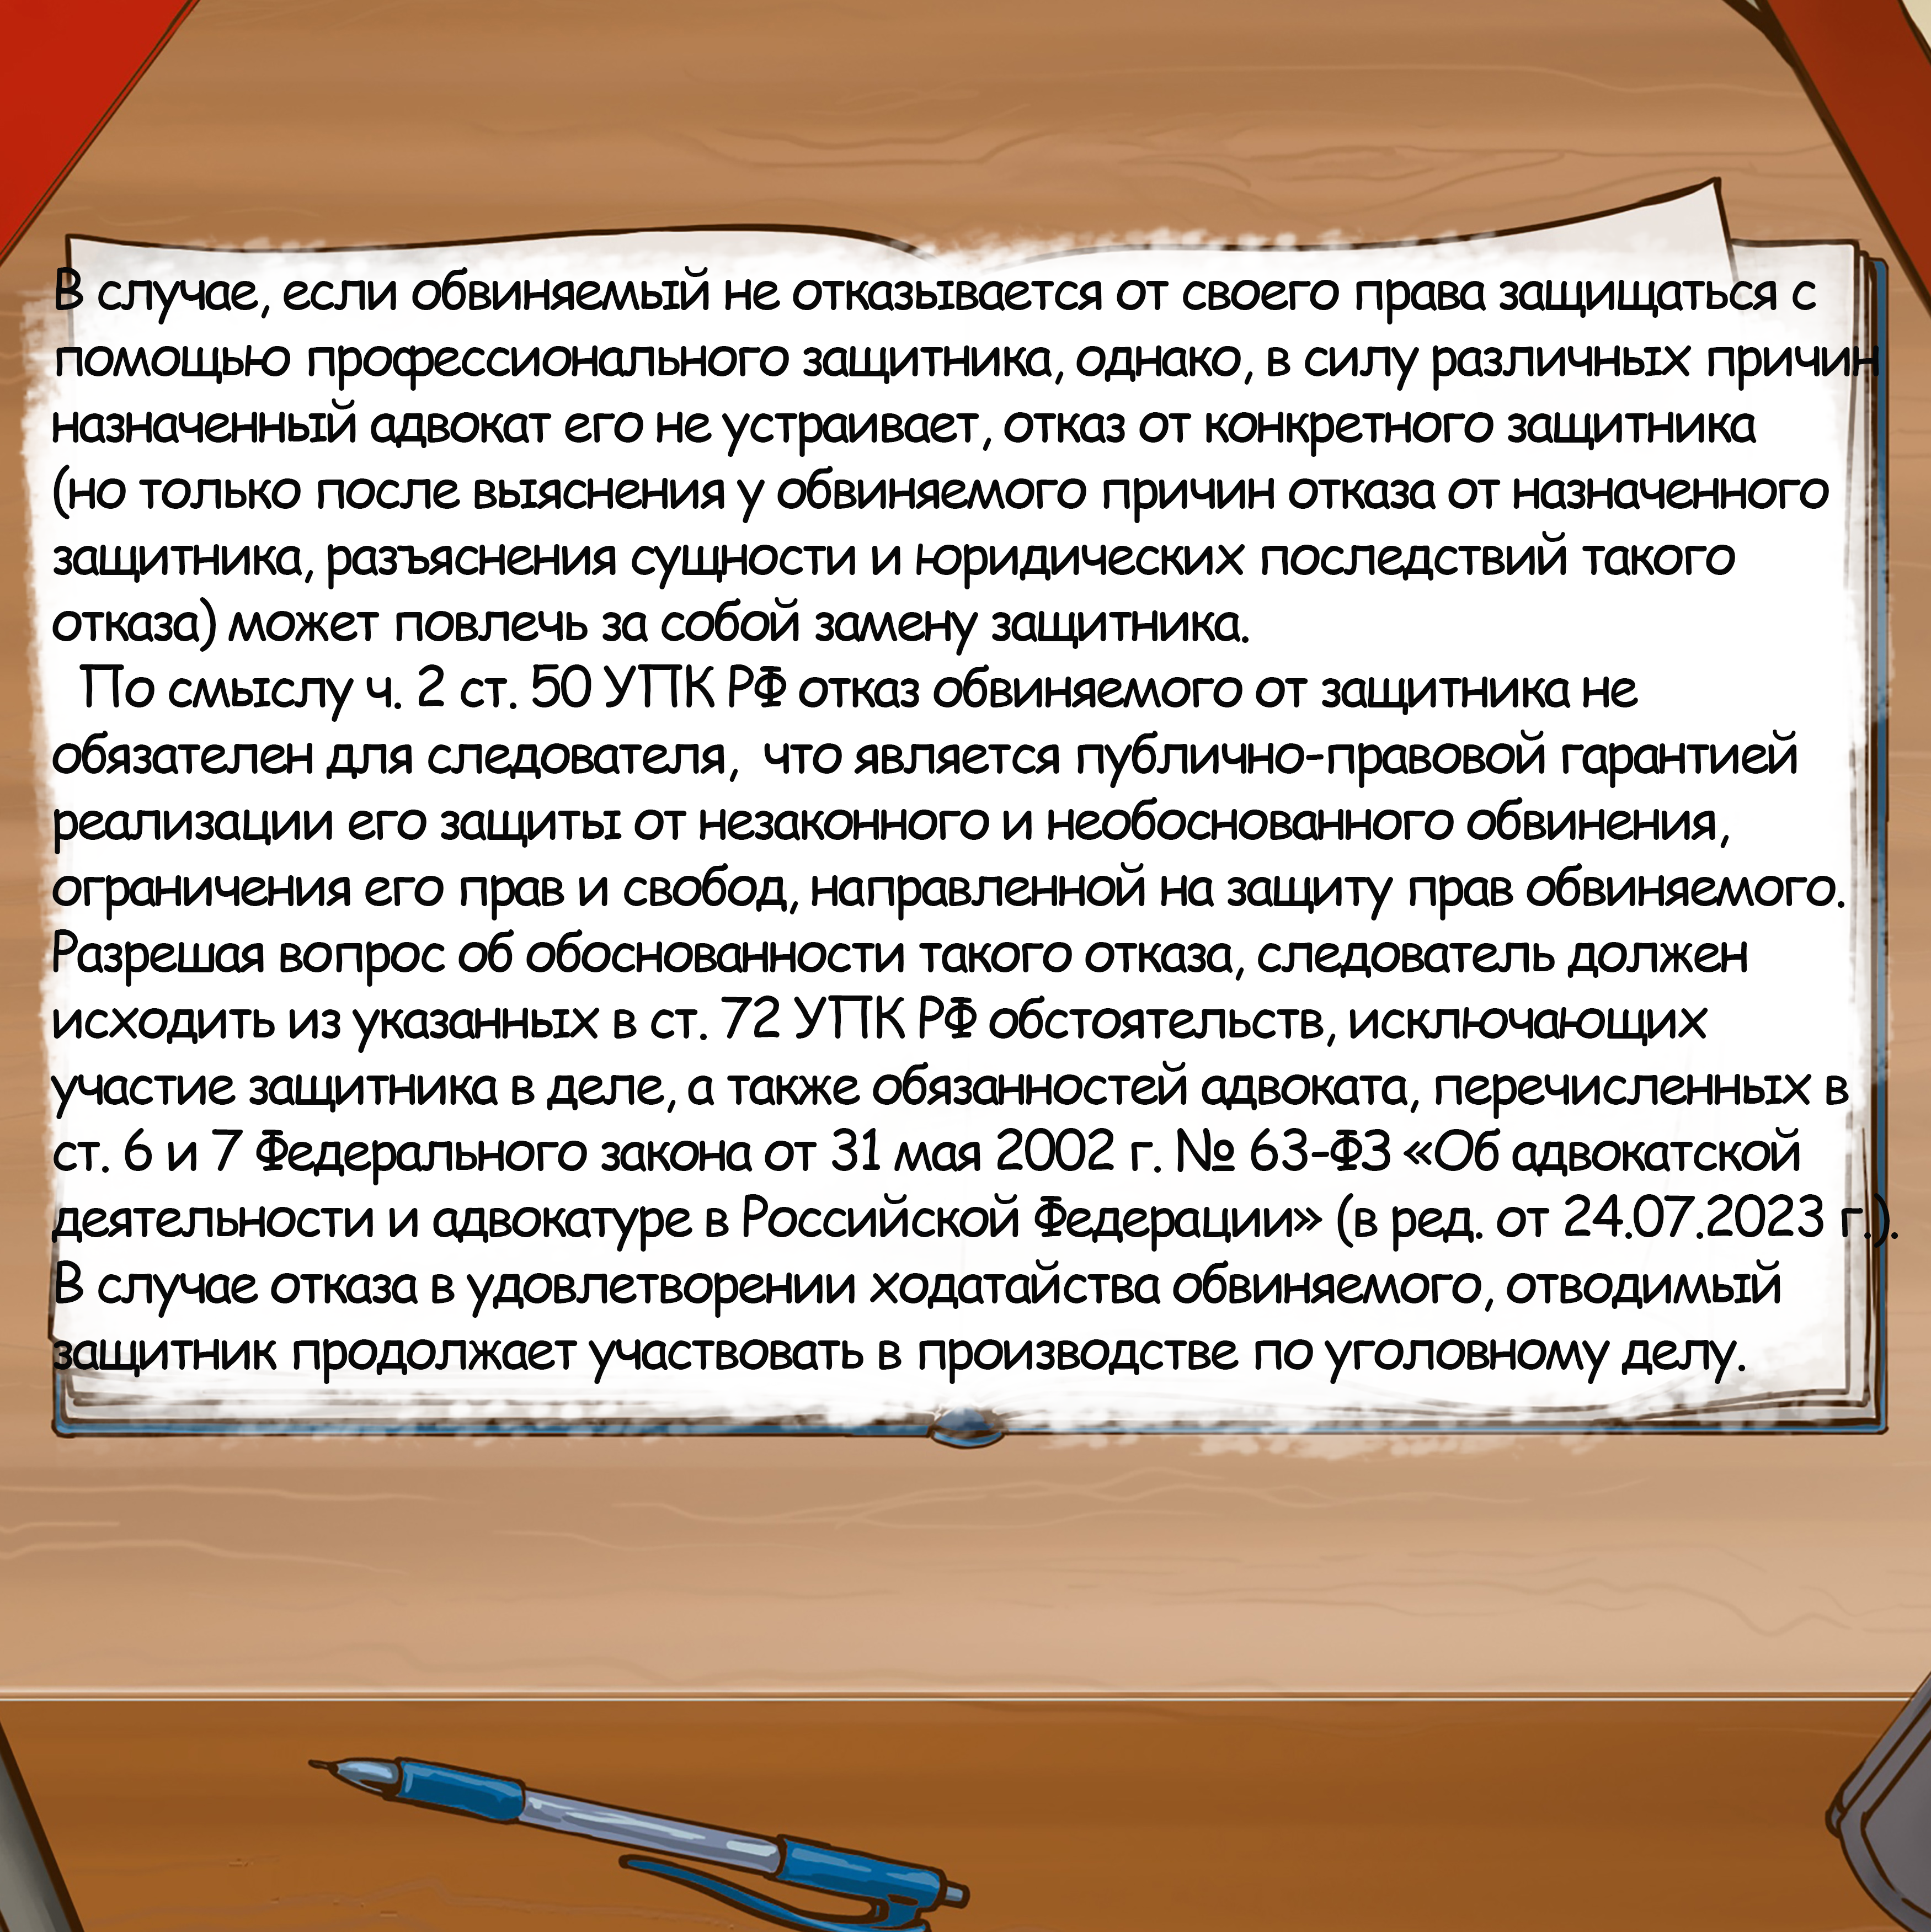 В случае, если обвиняемый не отказывается от своего права защищаться с
помощью профессионального защитника, однако, в силу различных причин
назначенный адвокат его не устраивает, отказ от конкретного защитника
(но только после выяснения у обвиняемого причин отказа от назначенного
защитника, разъяснения сущности и юридических последствий такого
отказа) может повлечь за собой замену защитника.
По смыслу ч. 2 ст. 50 УПК РФ отказ обвиняемого от защитника не
обязателен для следователя, что является публично-правовой гарантией
реализации его защиты от незаконного и необоснованного обвинения,
ограничения его прав и свобод, направленной на защиту прав обвиняемого.
Разрешая вопрос об обоснованности такого отказа, следователь должен
исходить из указанных в ст. 72 УПК РФ обстоятельств, исключающих
участие защитника в деле, а также обязанностей адвоката, перечисленных в
ст. 6 и 7 Федерального закона от 31 мая 2002 г. № 63-ФЗ «Об адвокатской
деятельности и адвокатуре в Российской Федерации» (в ред. от 24.07.2023 г.).
В случае отказа в удовлетворении ходатайства обвиняемого, отводимый
защитник продолжает участвовать в производстве по уголовному делу.